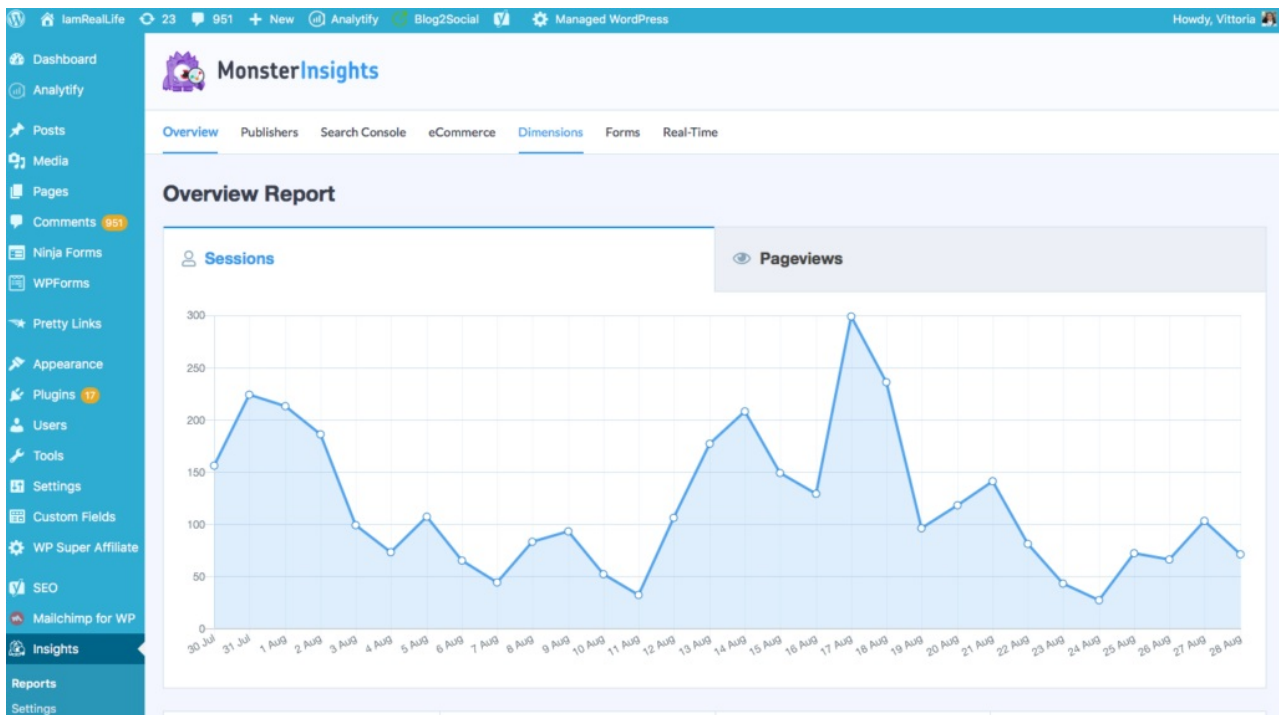 IamRealLife 23 951 + New Analytify Blog2Social Managed WordPress Howdy, Vittoria
Dashboard
Analytify
Posts
Media
Pages
Comments 951
Ninja Forms
WPForms
Pretty Links
Appearance
Plugins 17
Users
Tools
Settings
Custom Fields
WP Super Affiliate
SEO
Mailchimp for WP
Insights
Reports
Settings
MonsterInsights
Overview Publishers Search Console eCommerce Dimensions Forms Real-Time
Overview Report
Sessions
Pageviews
300
250
200
150
100
50
0
30 Jul 31 Jul 1 Aug 2 Aug 3 Aug 4 Aug 5 Aug 6 Aug 7 Aug 8 Aug 9 Aug 10 Aug 11 Aug 12 Aug 13 Aug 14 Aug 15 Aug 16 Aug 17 Aug 18 Aug 19 Aug 20 Aug 21 Aug 22 Aug 23 Aug 24 Aug 25 Aug 26 Aug 27 Aug 28 Aug